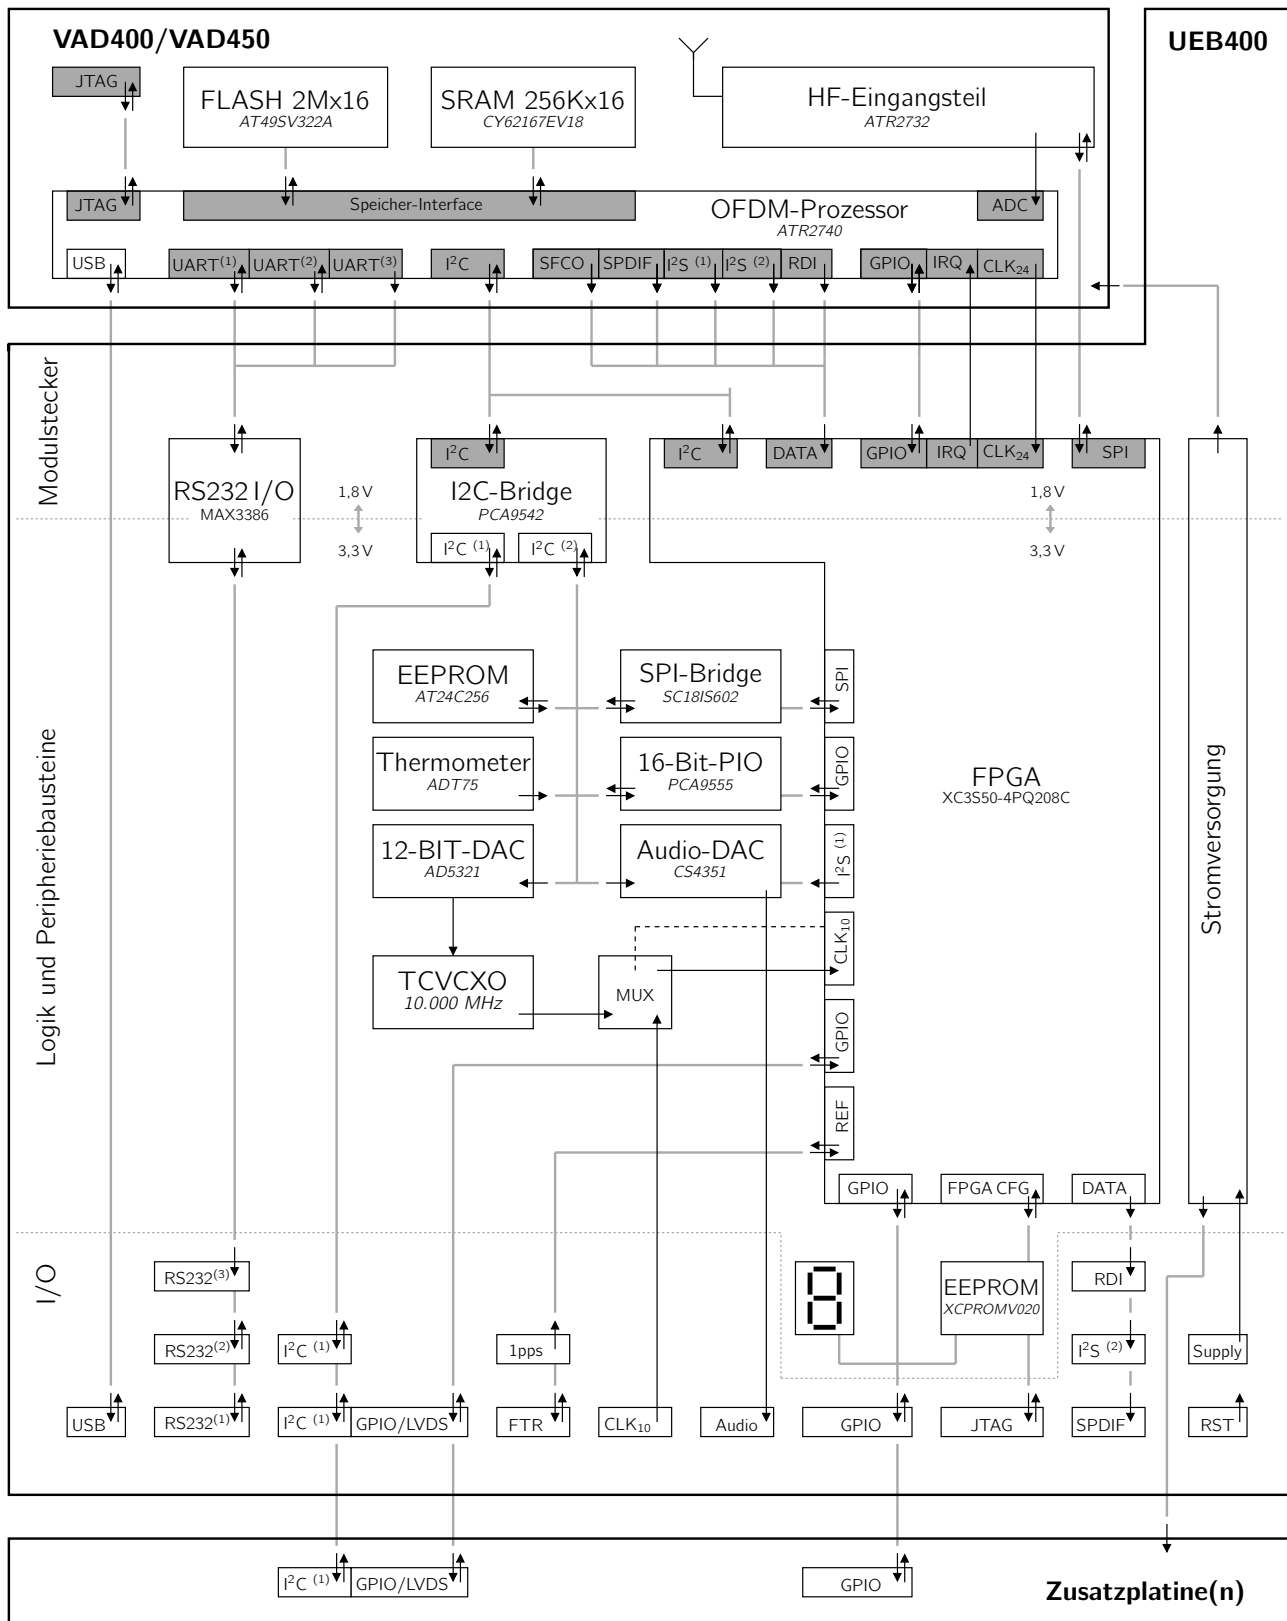 VAD400/VAD450
UEB400
JTAG
FLASH 2Mx16
AT49SV322A
SRAM 256Kx16
CY62167EV18
HF-Eingangsteil
ATR2732
JTAG
Speicher-Interface
OFDM-Prozessor
ATR2740
ADC
USB
UART(1)
UART(2)
UART(3)
I²C
SFCO
SPDIF
I²S (1)
I²S (2)
RDI
GPIO
IRQ
CLK24
Modulstecker
RS232 I/O
MAX3386
1,8 V
3,3 V
I²C
I2C-Bridge
PCA9542
I²C (1)
I²C (2)
I²C
DATA
GPIO
IRQ
CLK24
SPI
1,8 V
3,3 V
Logik und Peripheriebausteine
EEPROM
AT24C256
SPI-Bridge
SC18IS602
SPI
Thermometer
ADT75
16-Bit-PIO
PCA9555
GPIO
FPGA
XC3S50-4PQ208C
Stromversorgung
12-BIT-DAC
AD5321
Audio-DAC
CS4351
I²S (1)
TCVCXO
10.000 MHz
MUX
CLK10
GPIO
REF
GPIO
FPGA CFG
DATA
I/O
RS232(3)
EEPROM
XCPROMV020
RDI
RS232(2)
I²C (1)
1pps
I²S (2)
Supply
USB
RS232(1)
I²C (1)
GPIO/LVDS
FTR
CLK10
Audio
GPIO
JTAG
SPDIF
RST
I²C (1)
GPIO/LVDS
GPIO
Zusatzplatine(n)